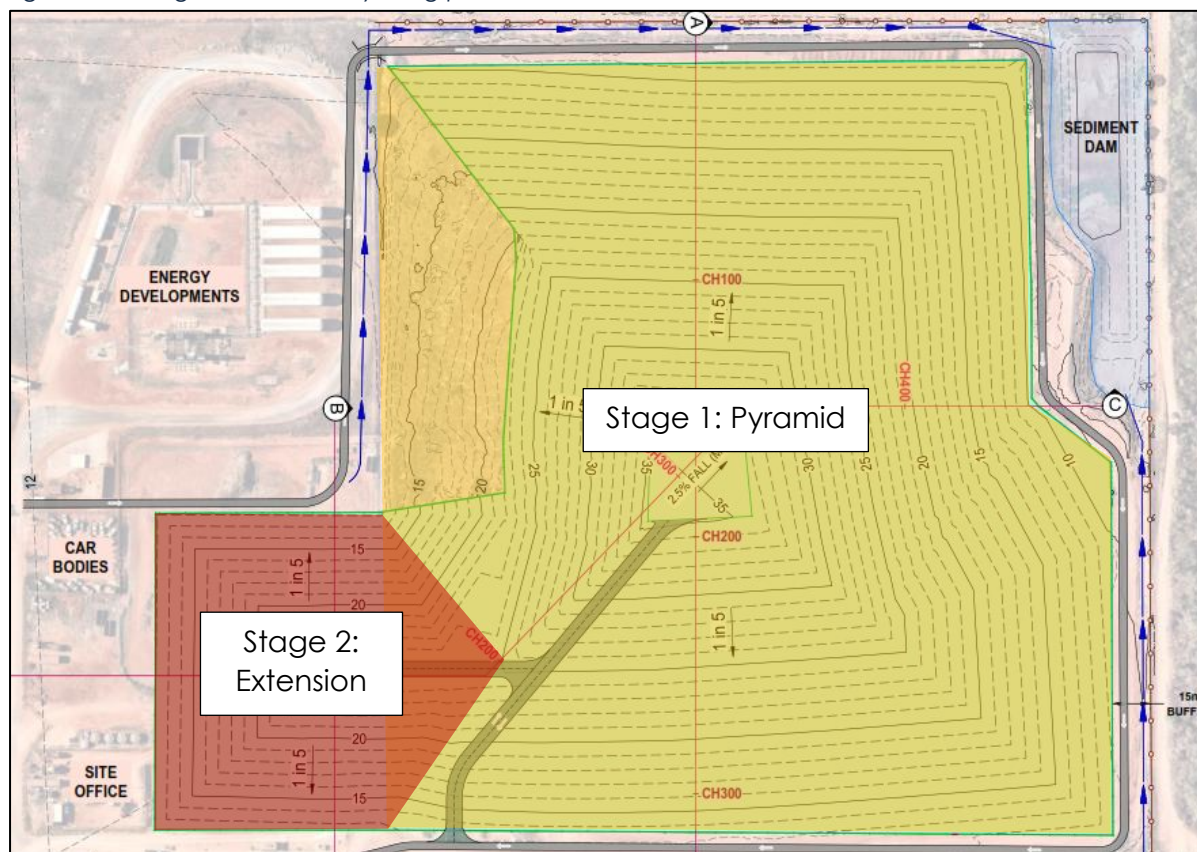 A
SEDIMENT
DAM
ENERGY
DEVELOPMENTS
CH100
1 in 5
CH400
B
C
1 in 5
Stage 1: Pyramid
25
30
35
30
25
20
15
10
15
20
2.5% FALL
35
12
CH200
CAR
BODIES
15
1 in 5
20
Stage 2:
Extension
CH200
1 in 5
15m
20
1 in 5
SITE
OFFICE
15
CH300